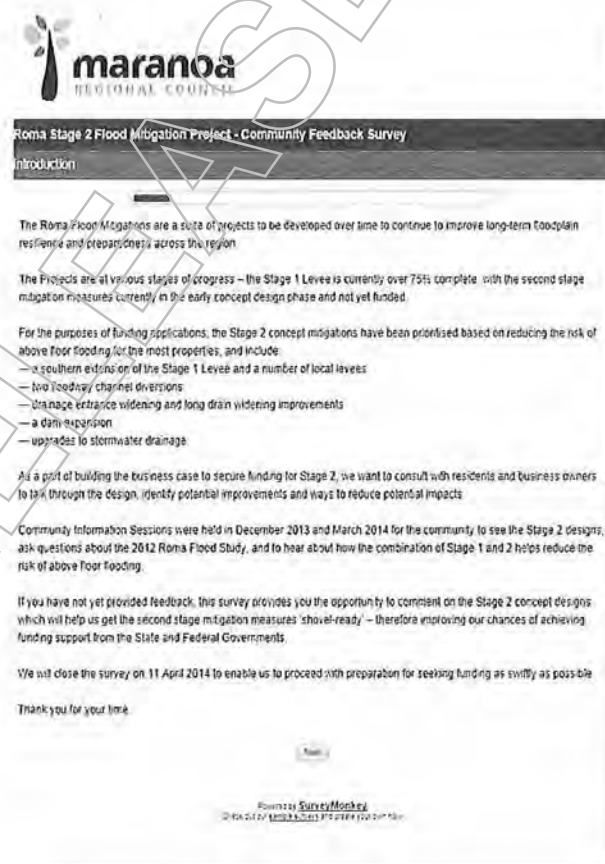 maranoa
REGIONAL COUNCIL
Roma Stage 2 Flood Mitigation Project - Community Feedback Survey
Introduction
The Roma Flood Mitigations are a suite of projects to be developed over time to continue to improve long-term floodplain
resilience and preparedness across the region
The Projects are at various stages of progress – the Stage 1 Levee is currently over 75% complete with the second stage
mitigation measures currently in the early concept design phase and not yet funded
For the purposes of funding applications, the Stage 2 concept mitigations have been prioritised based on reducing the risk of
above floor flooding for the most properties, and include
— a southern extension of the Stage 1 Levee and a number of local levees
— two floodway channel diversions
— drainage entrance widening and long drain widening improvements
— a dam expansion
— upgrades to stormwater drainage
As a part of building the business case to secure funding for Stage 2, we want to consult with residents and business owners
to talk through the design, identify potential improvements and ways to reduce potential impacts
Community Information Sessions were held in December 2013 and March 2014 for the community to see the Stage 2 designs,
ask questions about the 2012 Roma Flood Study, and to hear about how the combination of Stage 1 and 2 helps reduce the
risk of above floor flooding.
If you have not yet provided feedback, this survey provides you the opportunity to comment on the Stage 2 concept designs
which will help us get the second stage mitigation measures 'shovel-ready' – therefore improving our chances of achieving
funding support from the State and Federal Governments
We will close the survey on 11 April 2014 to enable us to proceed with preparation for seeking funding as swiftly as possible
Thank you for your time
Next
Powered by SurveyMonkey
Check out our sample surveys and create your own now